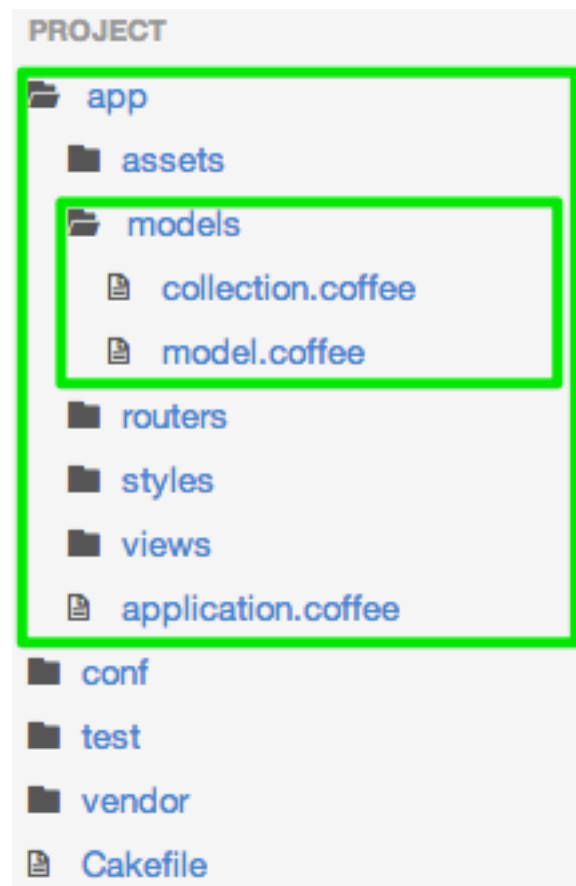 PROJECT
app
assets
models
collection.coffee
model.coffee
routers
styles
views
application.coffee
conf
test
vendor
Cakefile